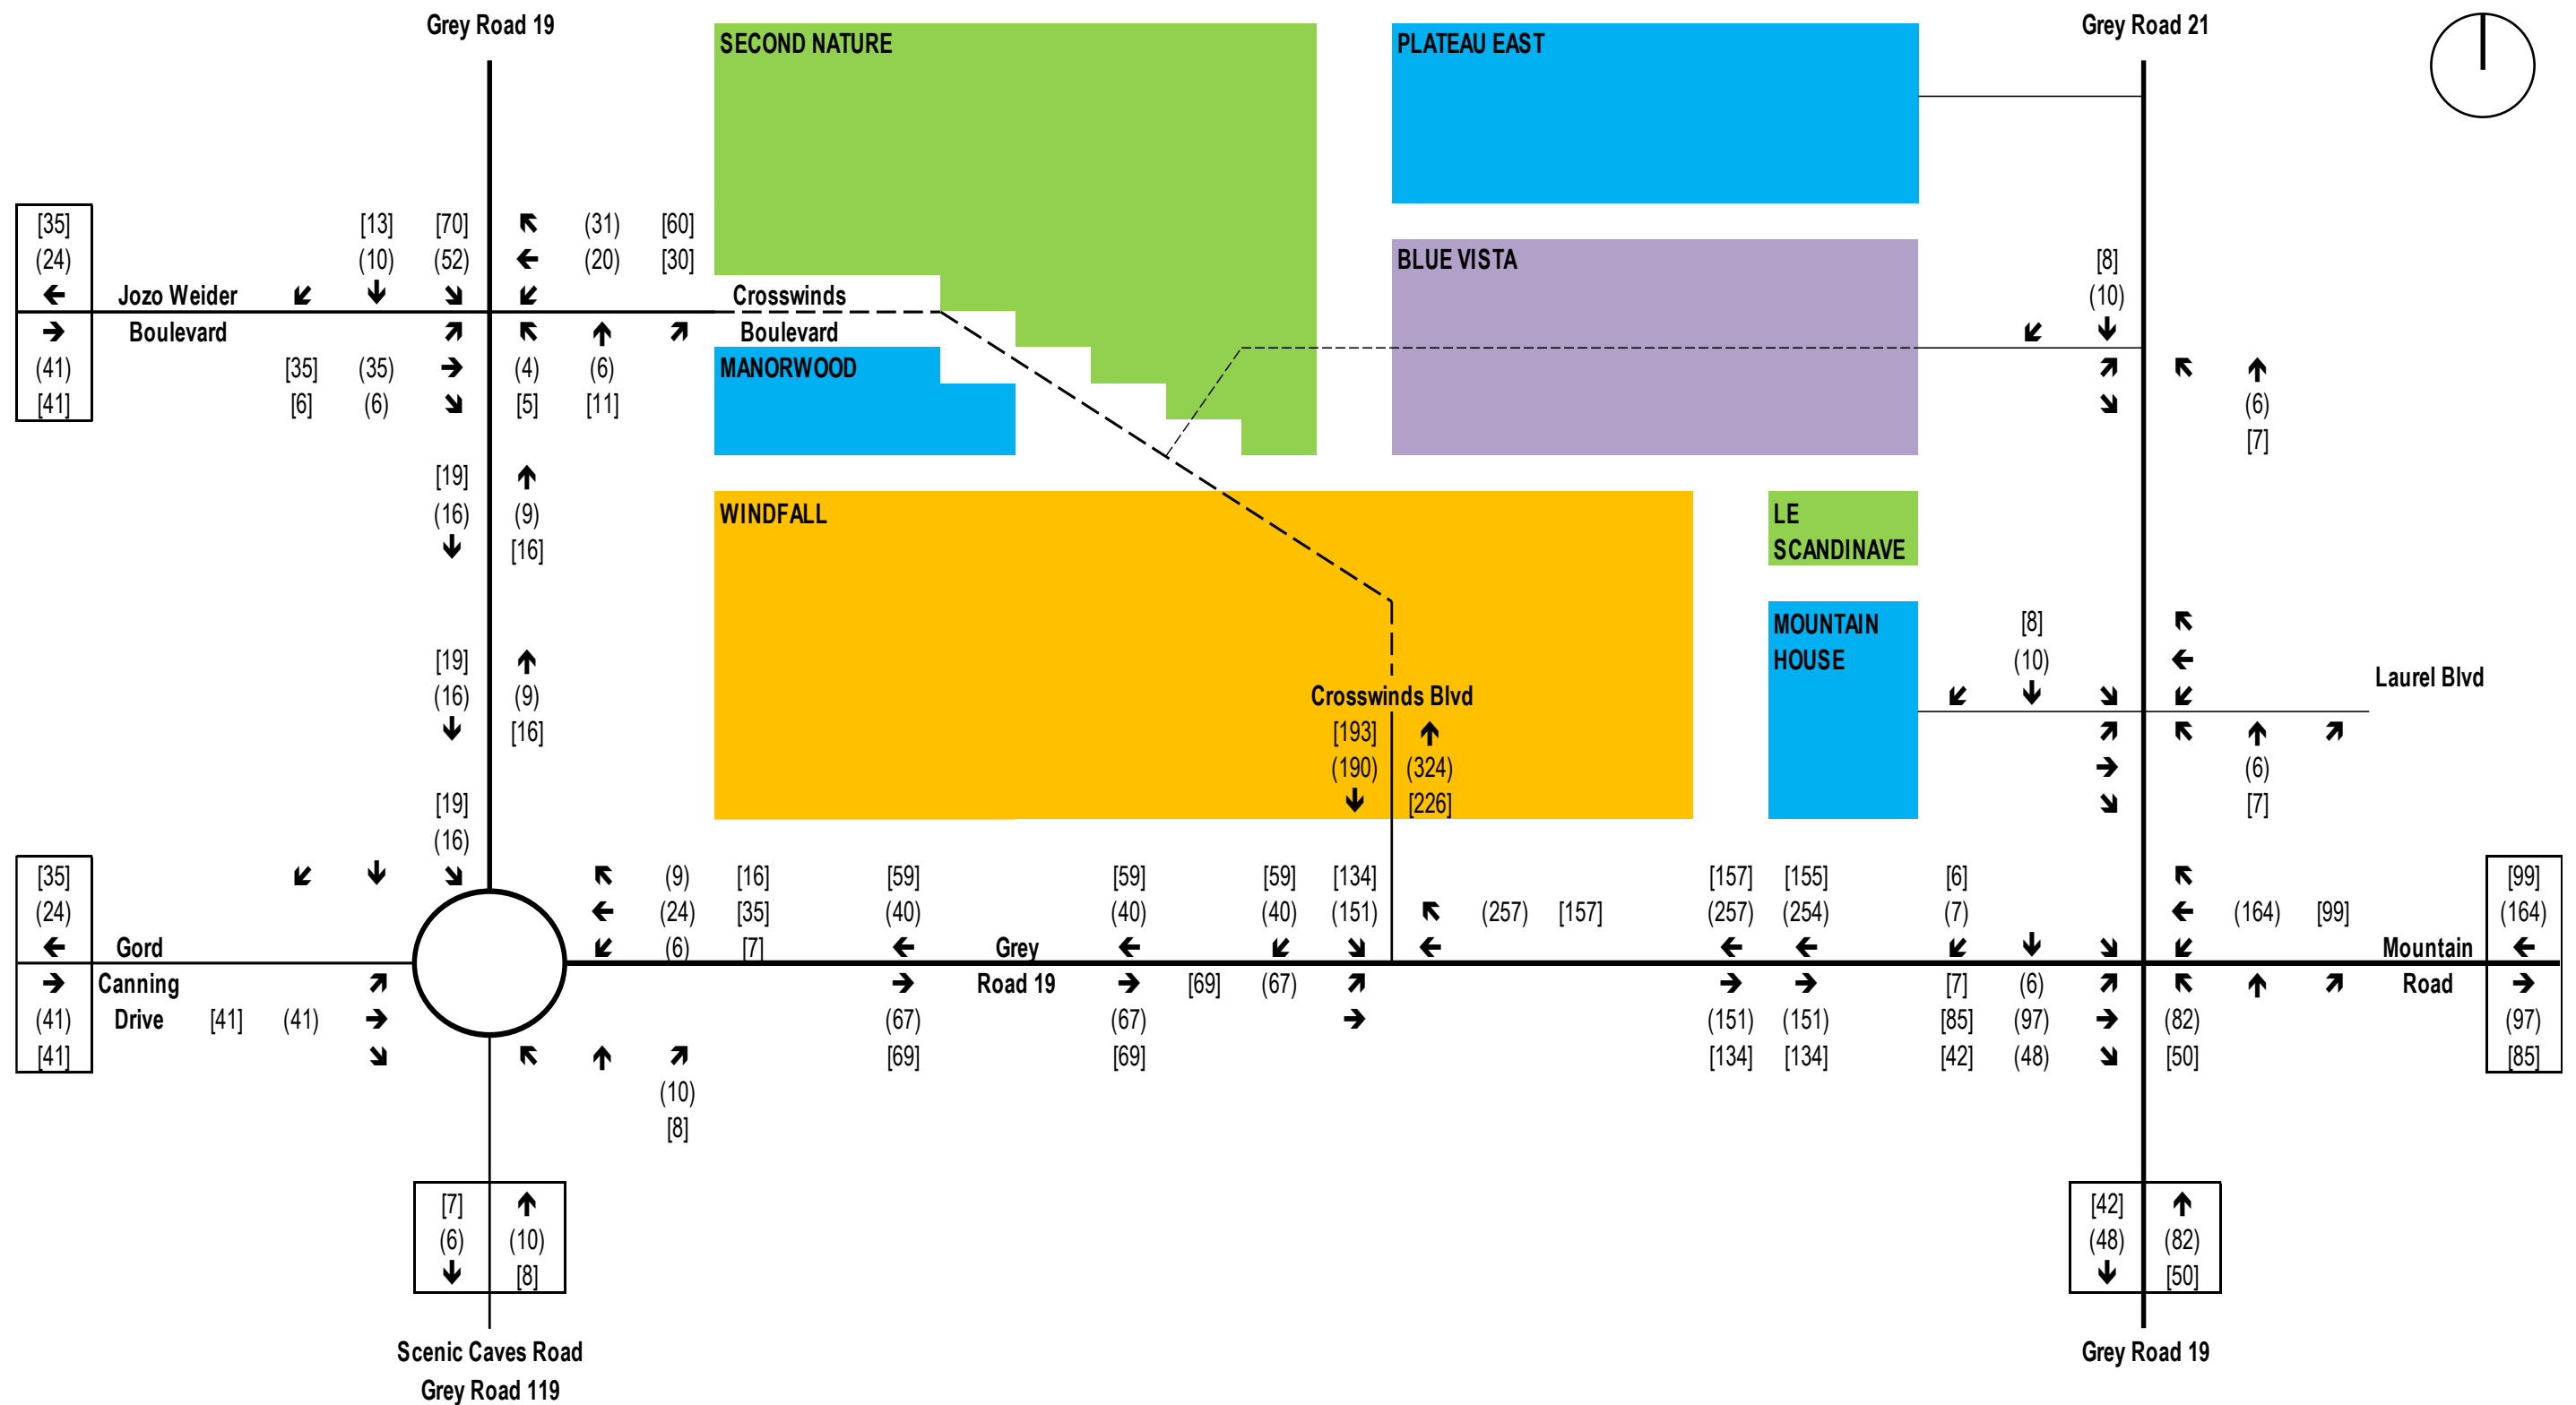 Grey Road 19
SECOND NATURE
PLATEAU EAST
Grey Road 21
[35] [13] [70] (31) [60]
(24) (10) (52) (20) [30] BLUE VISTA [8]
Jozo Weider Crosswinds (10)
Boulevard Boulevard
(41) [35] (35) (4) (6) MANORWOOD
[41] [6] (6) [5] [11] (6)
[7]
[19]
(16) (9) WINDFALL LE
[16] SCANDINAVE
MOUNTAIN [8]
[19] HOUSE (10)
(16) (9) Crosswinds Blvd Laurel Blvd
[16] [193]
(190) (324) (6)
[19] [226] [7]
(16)
[35] (9) [16] [59] [59] [59] [134] [157] [155] [6] [99]
(24) (24) [35] (40) (40) (40) (151) (257) [157] (257) (254) (7) (164) [99] (164)
Gord (6) [7] Grey Mountain
Canning Road 19 [69] (67) [7] (6) Road
(41) Drive [41] (41) (67) (67) (151) (151) [85] (97) (82) (97)
[41] [69] [69] [134] [134] [42] (48) [50] [85]
(10)
[8]
[7] [42]
(6) (10) (48) (82)
[8] [50]
Scenic Caves Road Grey Road 19
Grey Road 119